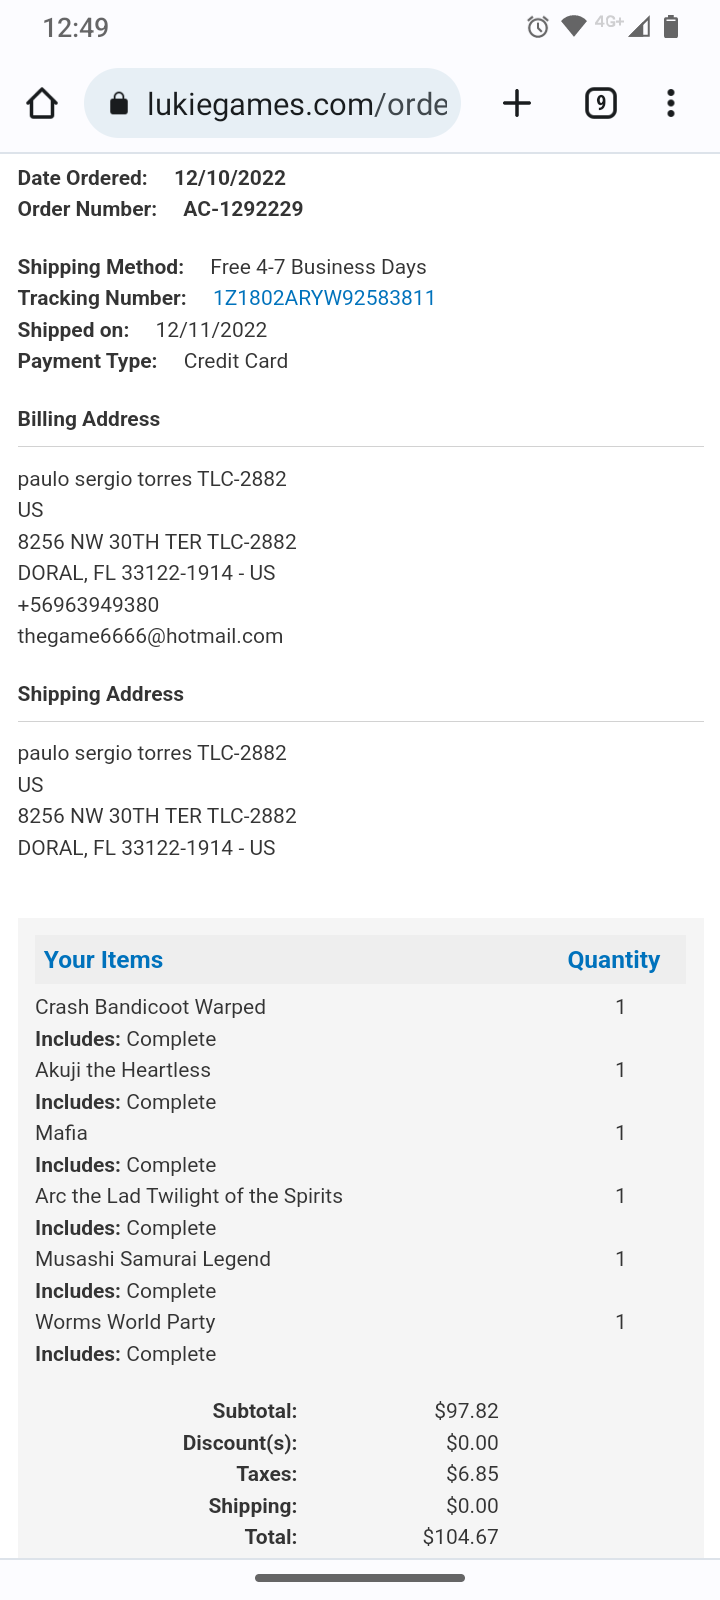 12:49
4G+
lukiegames.com/orde
9
Date Ordered: 12/10/2022
Order Number: AC-1292229
Shipping Method: Free 4-7 Business Days
Tracking Number: 1Z1802ARYW92583811
Shipped on: 12/11/2022
Payment Type: Credit Card
Billing Address
paulo sergio torres TLC-2882
US
8256 NW 30TH TER TLC-2882
DORAL, FL 33122-1914 - US
+56963949380
thegame6666@hotmail.com
Shipping Address
paulo sergio torres TLC-2882
US
8256 NW 30TH TER TLC-2882
DORAL, FL 33122-1914 - US
Your Items Quantity
Crash Bandicoot Warped 1
Includes: Complete
Akuji the Heartless 1
Includes: Complete
Mafia 1
Includes: Complete
Arc the Lad Twilight of the Spirits 1
Includes: Complete
Musashi Samurai Legend 1
Includes: Complete
Worms World Party 1
Includes: Complete
Subtotal: $97.82
Discount(s): $0.00
Taxes: $6.85
Shipping: $0.00
Total: $104.67